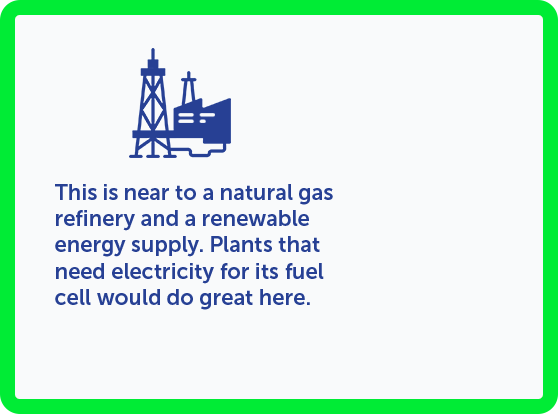 This is near to a natural gas
refinery and a renewable
energy supply. Plants that
need electricity for its fuel
cell would do great here.